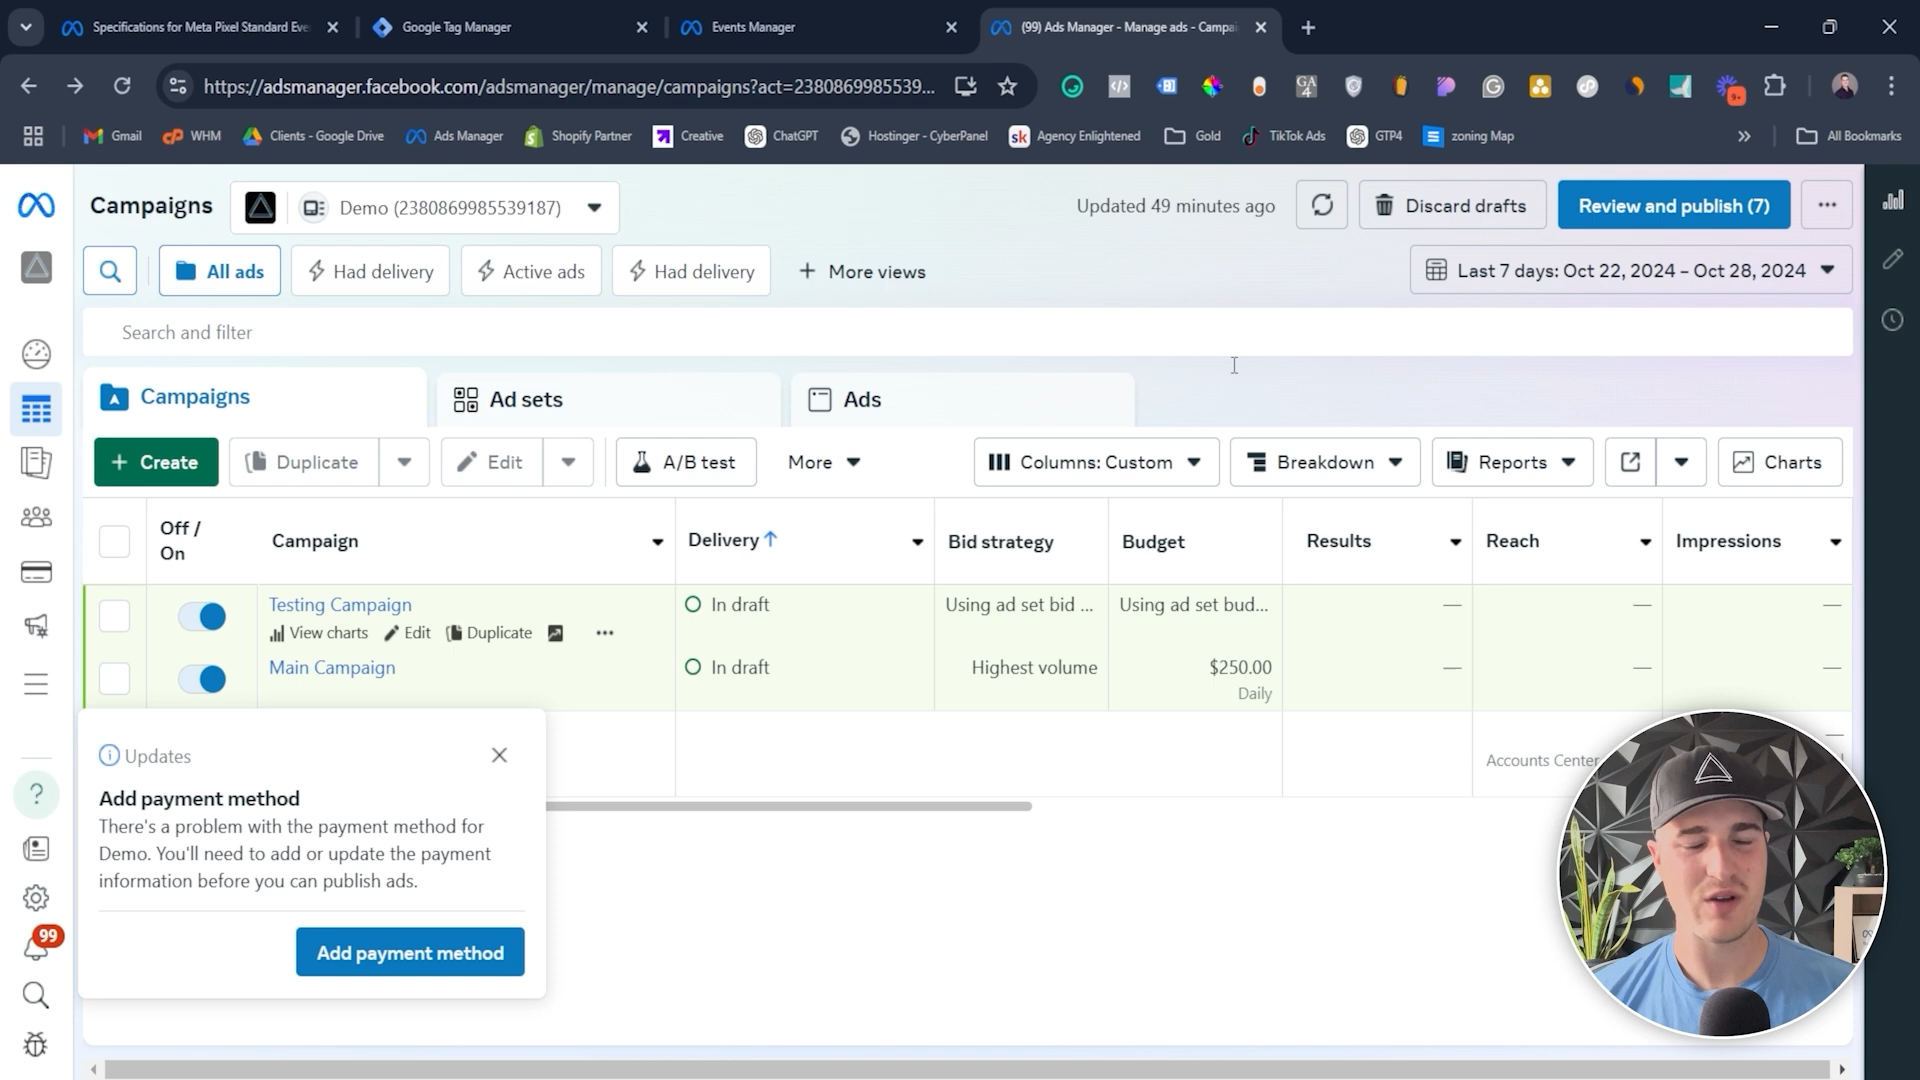 Specifications for Meta Pixel Standard Eve
Google Tag Manager
Events Manager
(99) Ads Manager - Manage ads - Campai
https://adsmanager.facebook.com/adsmanager/manage/campaigns?act=2380869985539...
GA
4
9+
Gmail
WHM
Clients - Google Drive
Ads Manager
Shopify Partner
Creative
ChatGPT
Hostinger - CyberPanel
sk
Agency Enlightened
Gold
TikTok Ads
GTP4
zoning Map
All Bookmarks
Campaigns
Demo (2380869985539187)
Updated 49 minutes ago
Discard drafts
Review and publish (7)
All ads
Had delivery
Active ads
Had delivery
+ More views
Last 7 days: Oct 22, 2024 – Oct 28, 2024
Search and filter
Campaigns
Ad sets
Ads
+ Create
Duplicate
Edit
A/B test
More
Columns: Custom
Breakdown
Reports
Charts
Off /
On
Campaign
Delivery ↑
Bid strategy
Budget
Results
Reach
Impressions
Testing Campaign
In draft
Using ad set bid ...
Using ad set bud...
—
—
—
View charts
Edit
Duplicate
Main Campaign
In draft
Highest volume
$250.00
Daily
—
—
—
Updates
Add payment method
There's a problem with the payment method for
Demo. You'll need to add or update the payment
information before you can publish ads.
Add payment method
Accounts Center
—
?
99